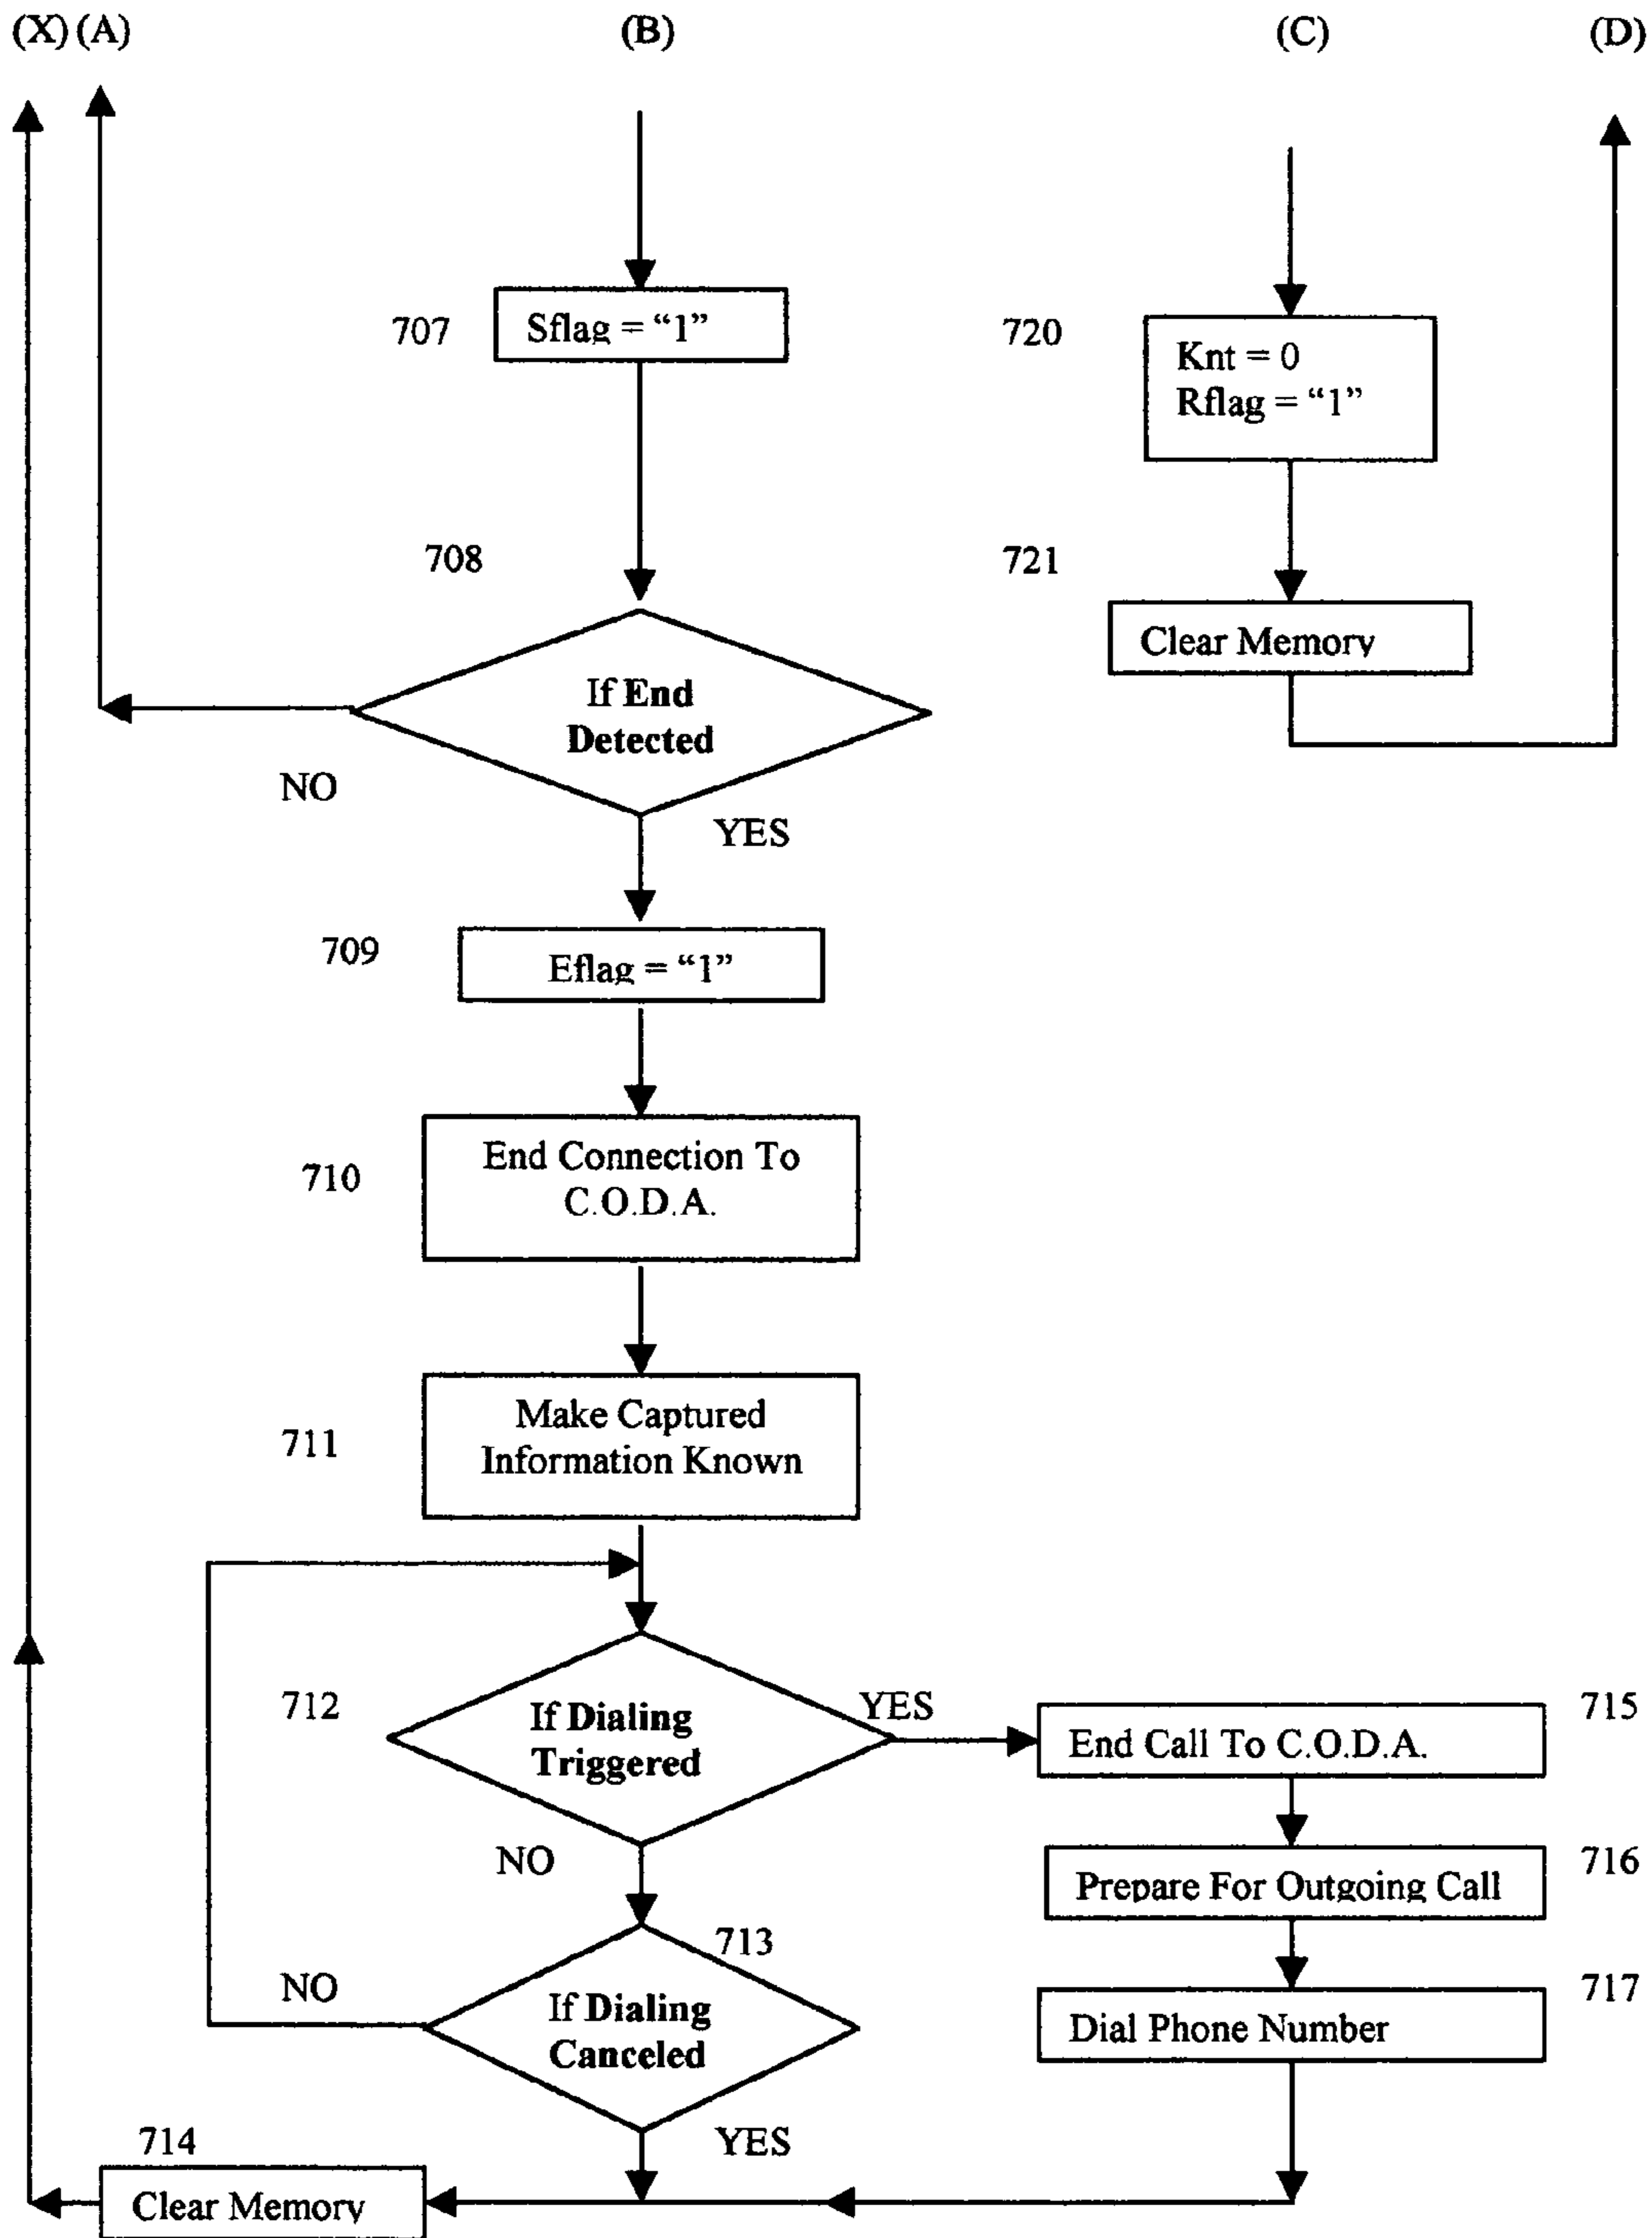 (X) (A) (B) (C) (D)
707
Sflag = “1”
720
Knt = 0
Rflag = “1”
708
721
Clear Memory
If End
Detected
NO
YES
709
Eflag = “1”
710
End Connection To
C.O.D.A.
711
Make Captured
Information Known
712
If Dialing
Triggered
YES
715
End Call To C.O.D.A.
NO
716
Prepare For Outgoing Call
713
NO
If Dialing
Canceled
717
Dial Phone Number
YES
714
Clear Memory